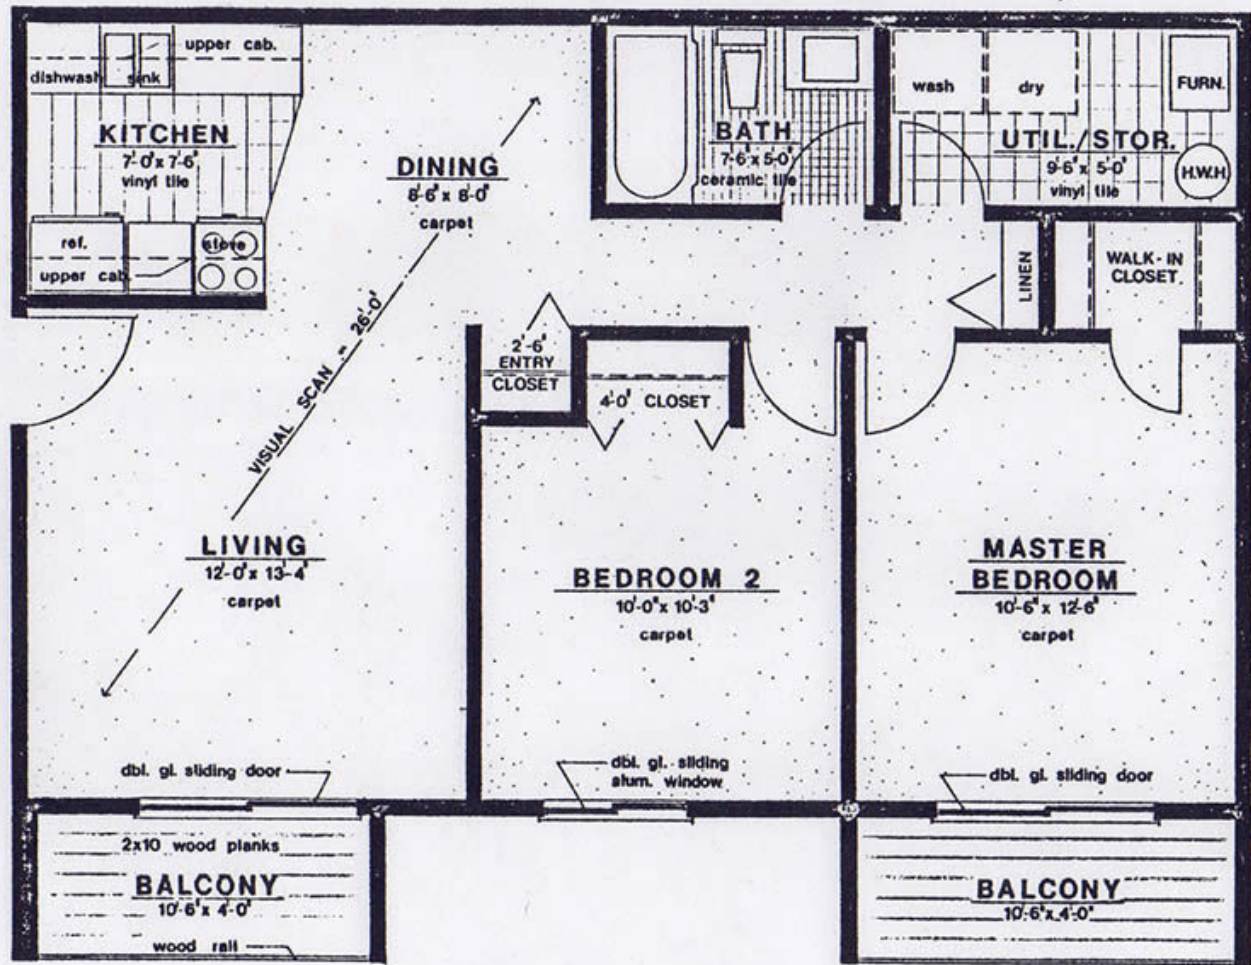 upper cab.
dishwash sink
KITCHEN
7'-0" x 7'-6"
vinyl tile
ref.
stove
upper cab.
DINING
8'-6" x 8'-0"
carpet
BATH
7'-6" x 5'-0"
ceramic tile
wash
dry
FURN.
UTIL./STOR.
9'-6" x 5'-0"
vinyl tile
H.W.H.
LINEN
WALK-IN
CLOSET
2'-6"
ENTRY
CLOSET
4'-0" CLOSET
VISUAL SCAN = 26'-0"
LIVING
12'-0" x 13'-4"
carpet
BEDROOM 2
10'-0" x 10'-3"
carpet
MASTER
BEDROOM
10'-6" x 12'-6"
carpet
dbl. gl. sliding door
dbl. gl. sliding
alum. window
dbl. gl. sliding door
2x10 wood planks
BALCONY
10'-6" x 4'-0"
wood rail
BALCONY
10'-6" x 4'-0"